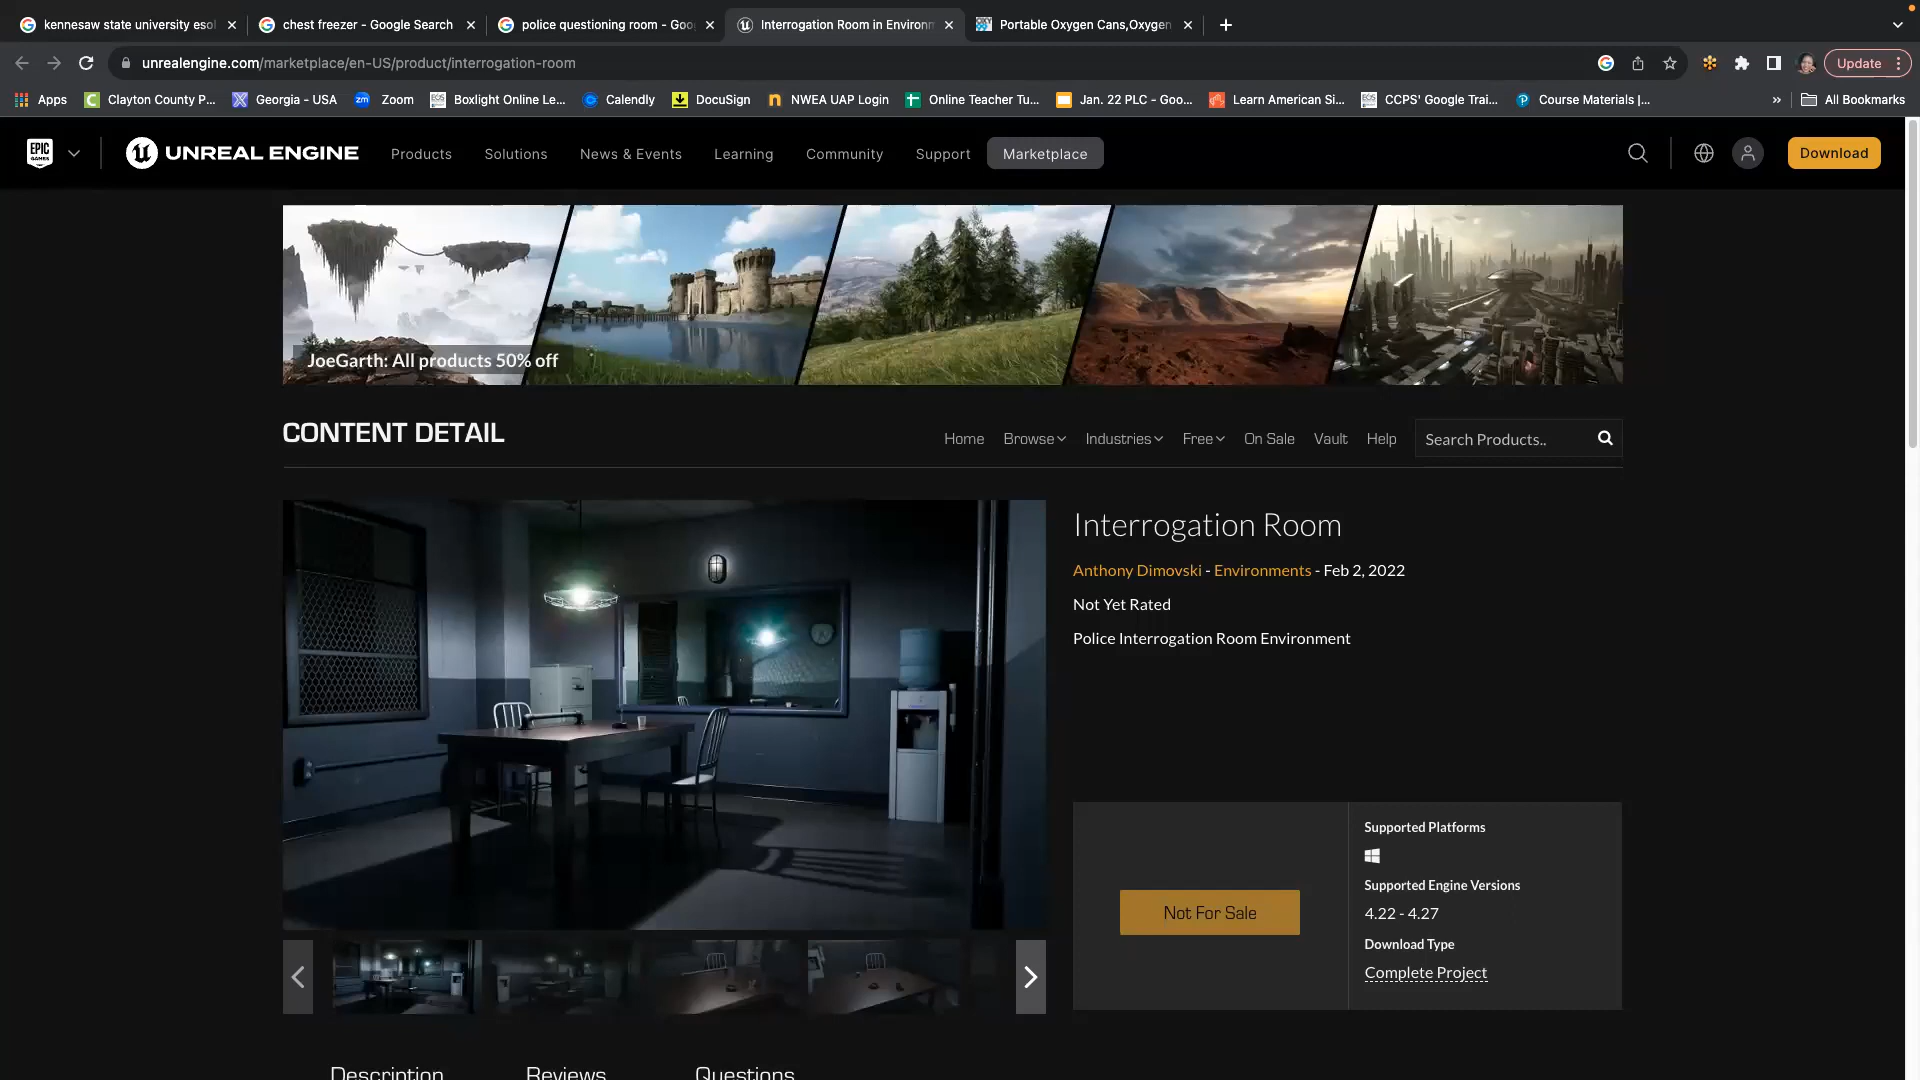 kennesaw state university esol
chest freezer - Google Search
police questioning room - Goo
Interrogation Room in Environm
Portable Oxygen Cans,Oxygen
unrealengine.com/marketplace/en-US/product/interrogation-room
Update
Apps
Clayton County P...
Georgia - USA
zm Zoom
EGS Boxlight Online Le...
Calendly
DocuSign
NWEA UAP Login
Online Teacher Tu...
Jan. 22 PLC - Goo...
Learn American Si...
EGS CCPS' Google Trai...
Course Materials |...
»
All Bookmarks
EPIC GAMES
UNREAL ENGINE
Products
Solutions
News & Events
Learning
Community
Support
Marketplace
Download
JoeGarth: All products 50% off
CONTENT DETAIL
Home
Browse
Industries
Free
On Sale
Vault
Help
Search Products..
Interrogation Room
Anthony Dimovski - Environments - Feb 2, 2022
Not Yet Rated
Police Interrogation Room Environment
Not For Sale
Supported Platforms
Supported Engine Versions
4.22 - 4.27
Download Type
Complete Project
Description
Reviews
Questions